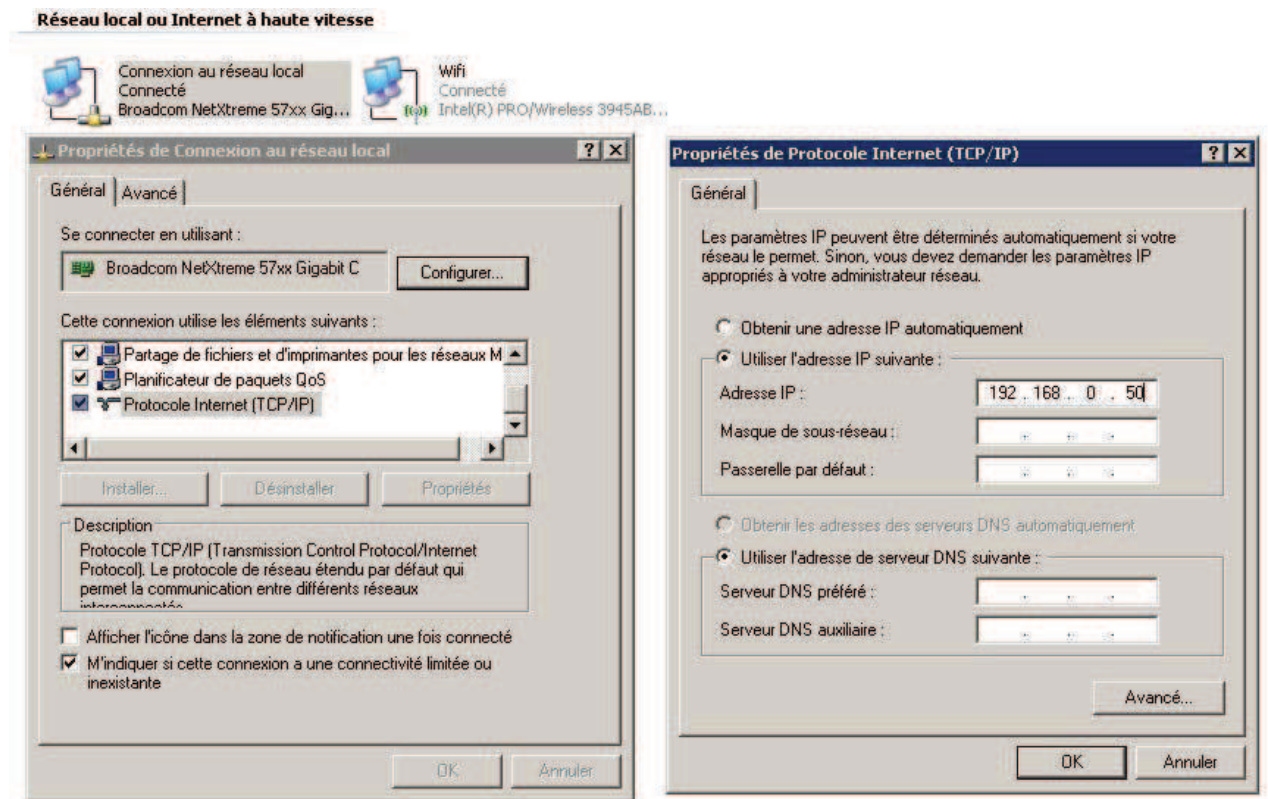 Réseau local ou Internet à haute vitesse
Connexion au réseau local
Connecté
Broadcom NetXtreme 57xx Gig...
Wifi
Connecté
Intel(R) PRO/Wireless 3945AB...
Propriétés de Connexion au réseau local
Général
Avancé
Se connecter en utilisant :
Broadcom NetXtreme 57xx Gigabit C
Configurer...
Cette connexion utilise les éléments suivants :
Partage de fichiers et d'imprimantes pour les réseaux M
Planificateur de paquets QoS
Protocole Internet (TCP/IP)
Installer...
Désinstaller
Propriétés
Description
Protocole TCP/IP (Transmission Control Protocol/Internet
Protocol). Le protocole de réseau étendu par défaut qui
permet la communication entre différents réseaux
Afficher l'icône dans la zone de notification une fois connecté
M'indiquer si cette connexion a une connectivité limitée ou
inexistante
OK
Annuler
Propriétés de Protocole Internet (TCP/IP)
Général
Les paramètres IP peuvent être déterminés automatiquement si votre
réseau le permet. Sinon, vous devez demander les paramètres IP
appropriés à votre administrateur réseau.
Obtenir une adresse IP automatiquement
Utiliser l'adresse IP suivante :
Adresse IP :
192 . 168 . 0 . 50
Masque de sous-réseau :
Passerelle par défaut :
Obtenir les adresses des serveurs DNS automatiquement
Utiliser l'adresse de serveur DNS suivante :
Serveur DNS préféré :
Serveur DNS auxiliaire :
Avancé...
OK
Annuler